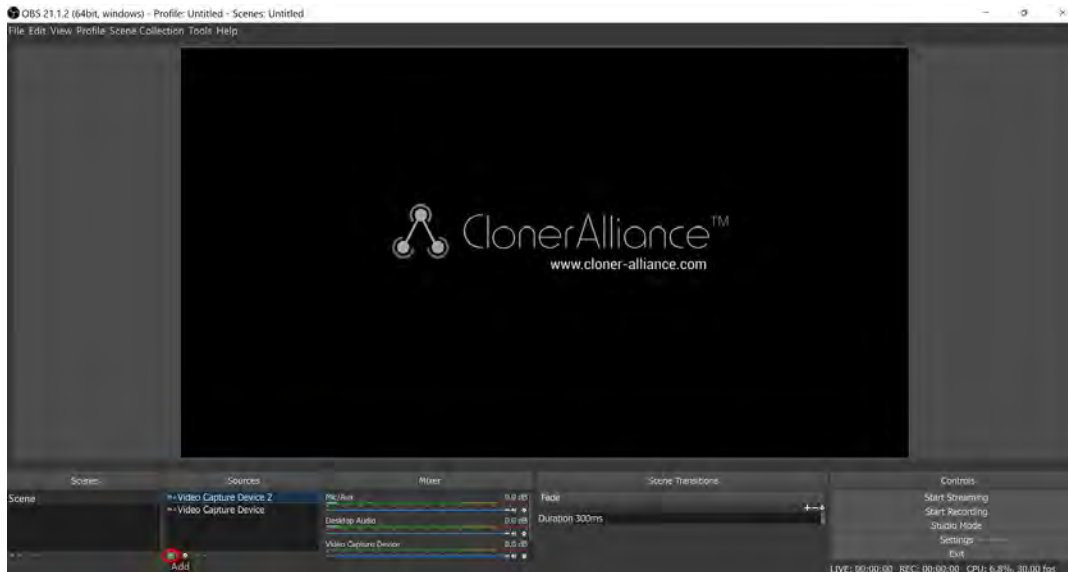 OBS 21.1.2 (64bit, windows) - Profile: Untitled - Scenes: Untitled
File Edit View Profile Scene Collection Tools Help
ClonerAlliance™
www.cloner-alliance.com
Scenes
Sources
Mixer
Scene Transitions
Controls
Scene
Video Capture Device 2
Video Capture Device
Mic/Aux
0.0 dB
Desktop Audio
0.0 dB
Video Capture Device
0.0 dB
Fade
Duration 300ms
Start Streaming
Start Recording
Studio Mode
Settings
Exit
Add
LIVE: 00:00:00 REC: 00:00:00 CPU: 6.8%, 30.00 fps